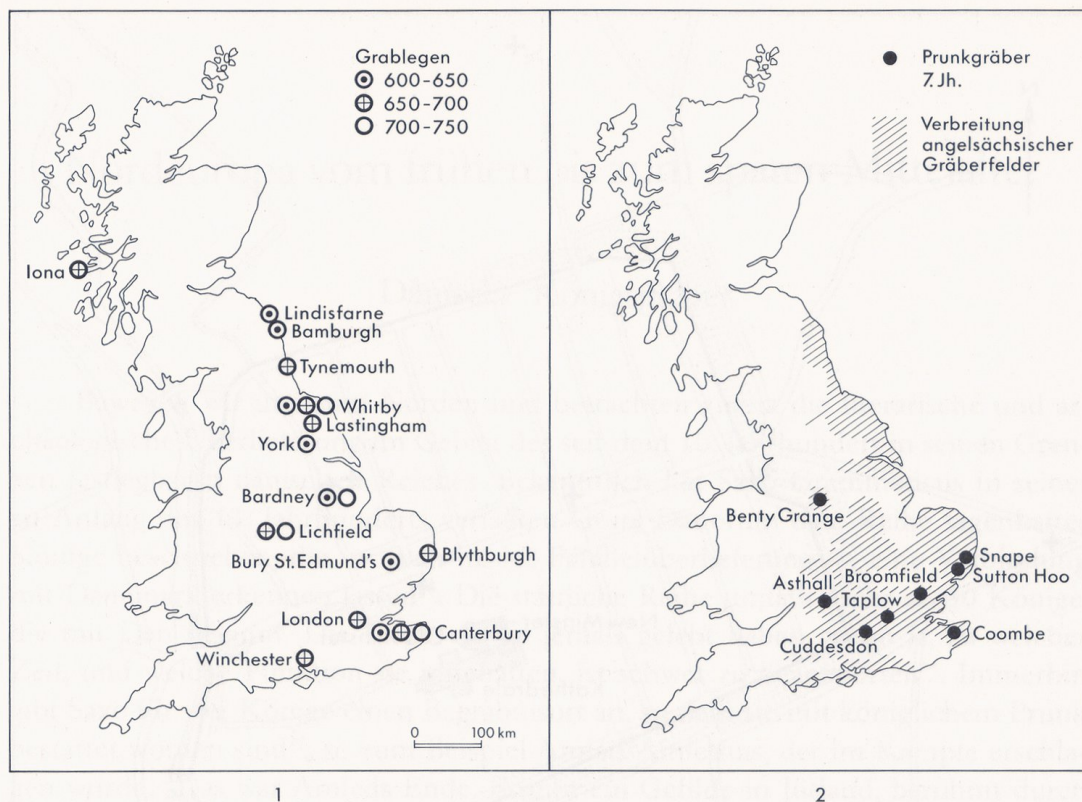 Grablegen
600-650
650-700
700-750
Iona
Lindisfarne
Bamburgh
Tynemouth
Whitby
Lastingham
York
Bardney
Lichfield
Blythburgh
Bury St.Edmund's
London
Canterbury
Winchester
0 100 km
1
Prunkgräber
7. Jh.
Verbreitung
angelsächsischer
Gräberfelder
Benty Grange
Snape
Sutton Hoo
Asthall
Broomfield
Taplow
Cuddesdon
Coombe
2